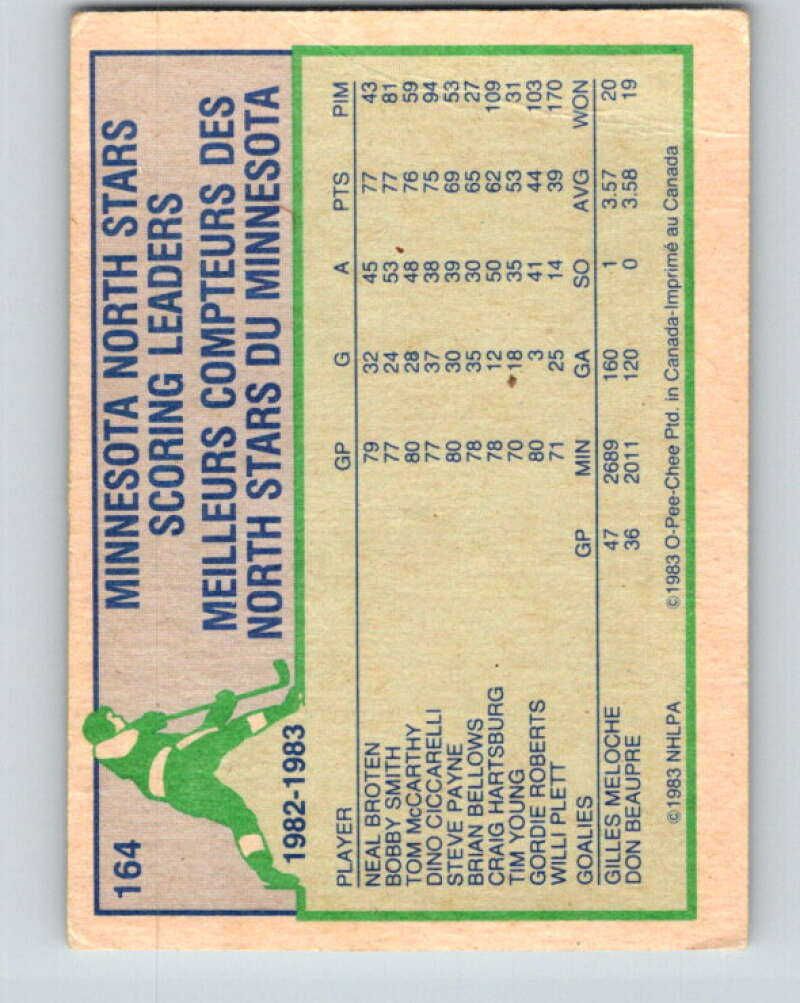 164
MINNESOTA NORTH STARS
SCORING LEADERS
MEILLEURS COMPTEURS DES
NORTH STARS DU MINNESOTA
1982-1983
PLAYER GP G A PTS PIM
NEAL BROTEN 79 32 45 77 43
BOBBY SMITH 77 24 53 77 81
TOM McCARTHY 80 28 48 76 59
DINO CICCARELLI 77 37 38 75 94
STEVE PAYNE 80 30 39 69 53
BRIAN BELLOWS 78 35 30 65 27
CRAIG HARTSBURG 78 12 50 62 109
TIM YOUNG 70 18 35 53 31
GORDIE ROBERTS 80 3 41 44 103
WILLI PLETT 71 25 14 39 170
GOALIES GP MIN GA SO AVG WON
GILLES MELOCHE 47 2689 160 1 3.57 20
DON BEAUPRE 36 2011 120 0 3.58 19
©1983 NHLPA ©1983 O-Pee-Chee Ptd. in Canada-Imprimé au Canada